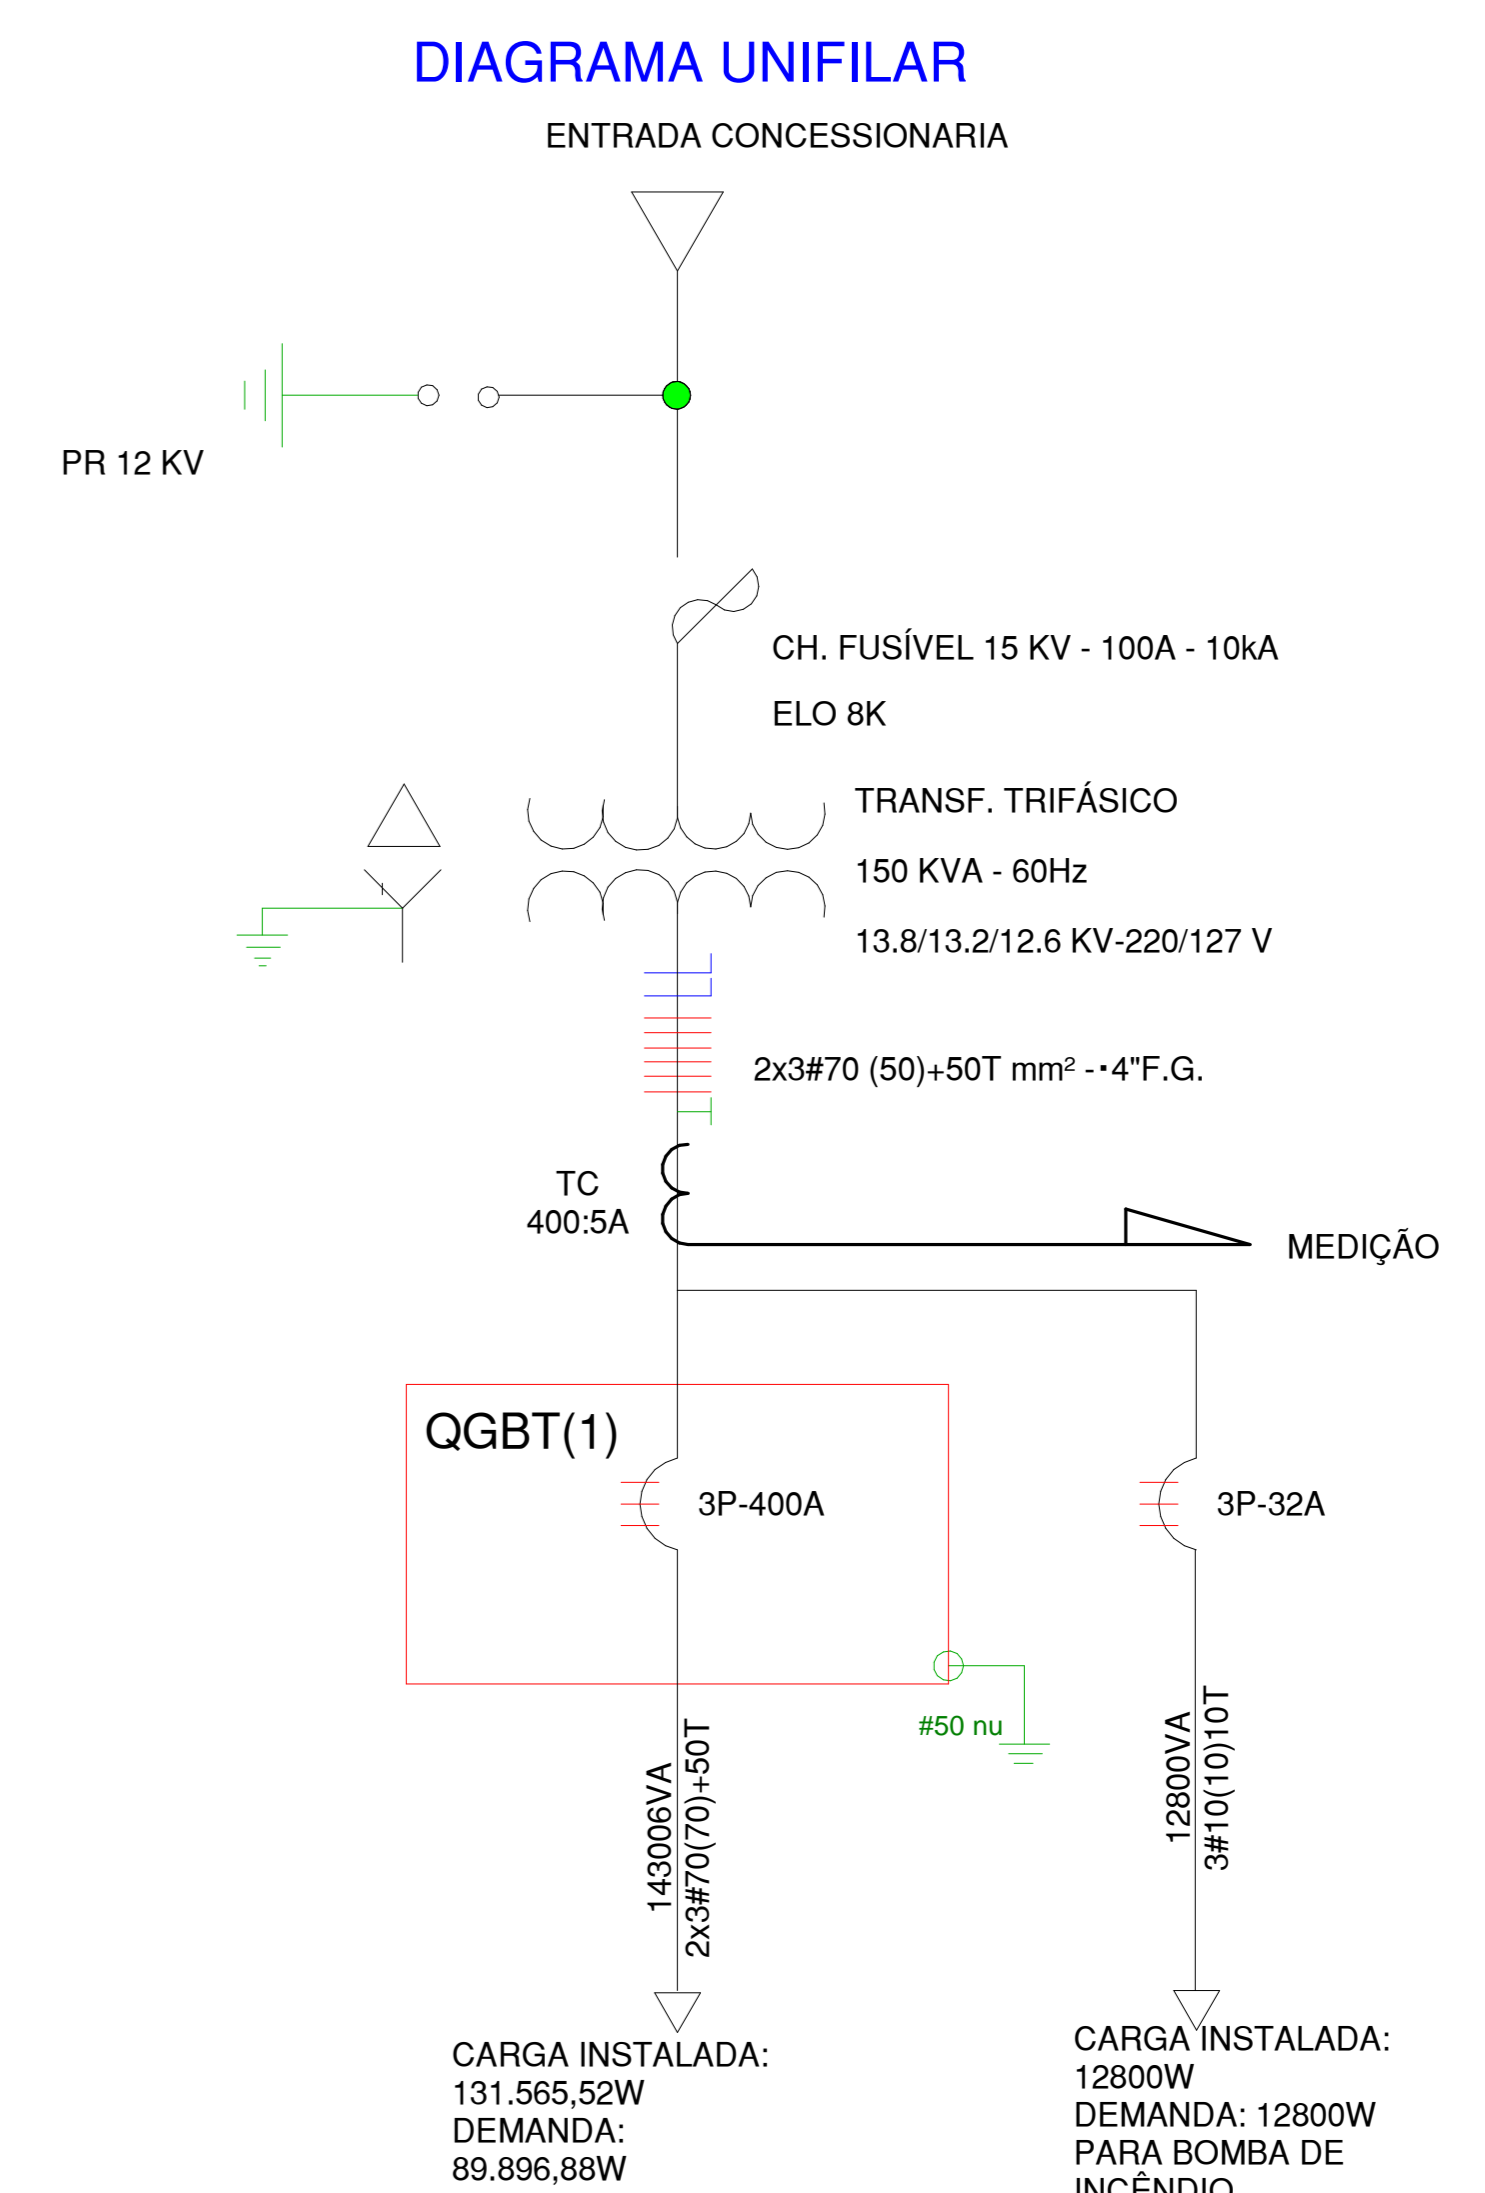 DIAGRAMA UNIFILAR
ENTRADA CONCESSIONARIA
PR 12 KV
CH. FUSÍVEL 15 KV - 100A - 10kA
ELO 8K
TRANSF. TRIFÁSICO
150 KVA - 60Hz
13.8/13.2/12.6 KV-220/127 V
2x3#70 (50)+50T mm² -·4"F.G.
TC
400:5A
MEDIÇÃO
QGBT(1)
3P-400A
3P-32A
#50 nu
143006VA
2x3#70(70)+50T
12800VA
3#10(10)10T
CARGA INSTALADA:
131.565,52W
DEMANDA:
89.896,88W
CARGA INSTALADA:
12800W
DEMANDA: 12800W
PARA BOMBA DE
INCÊNDIO